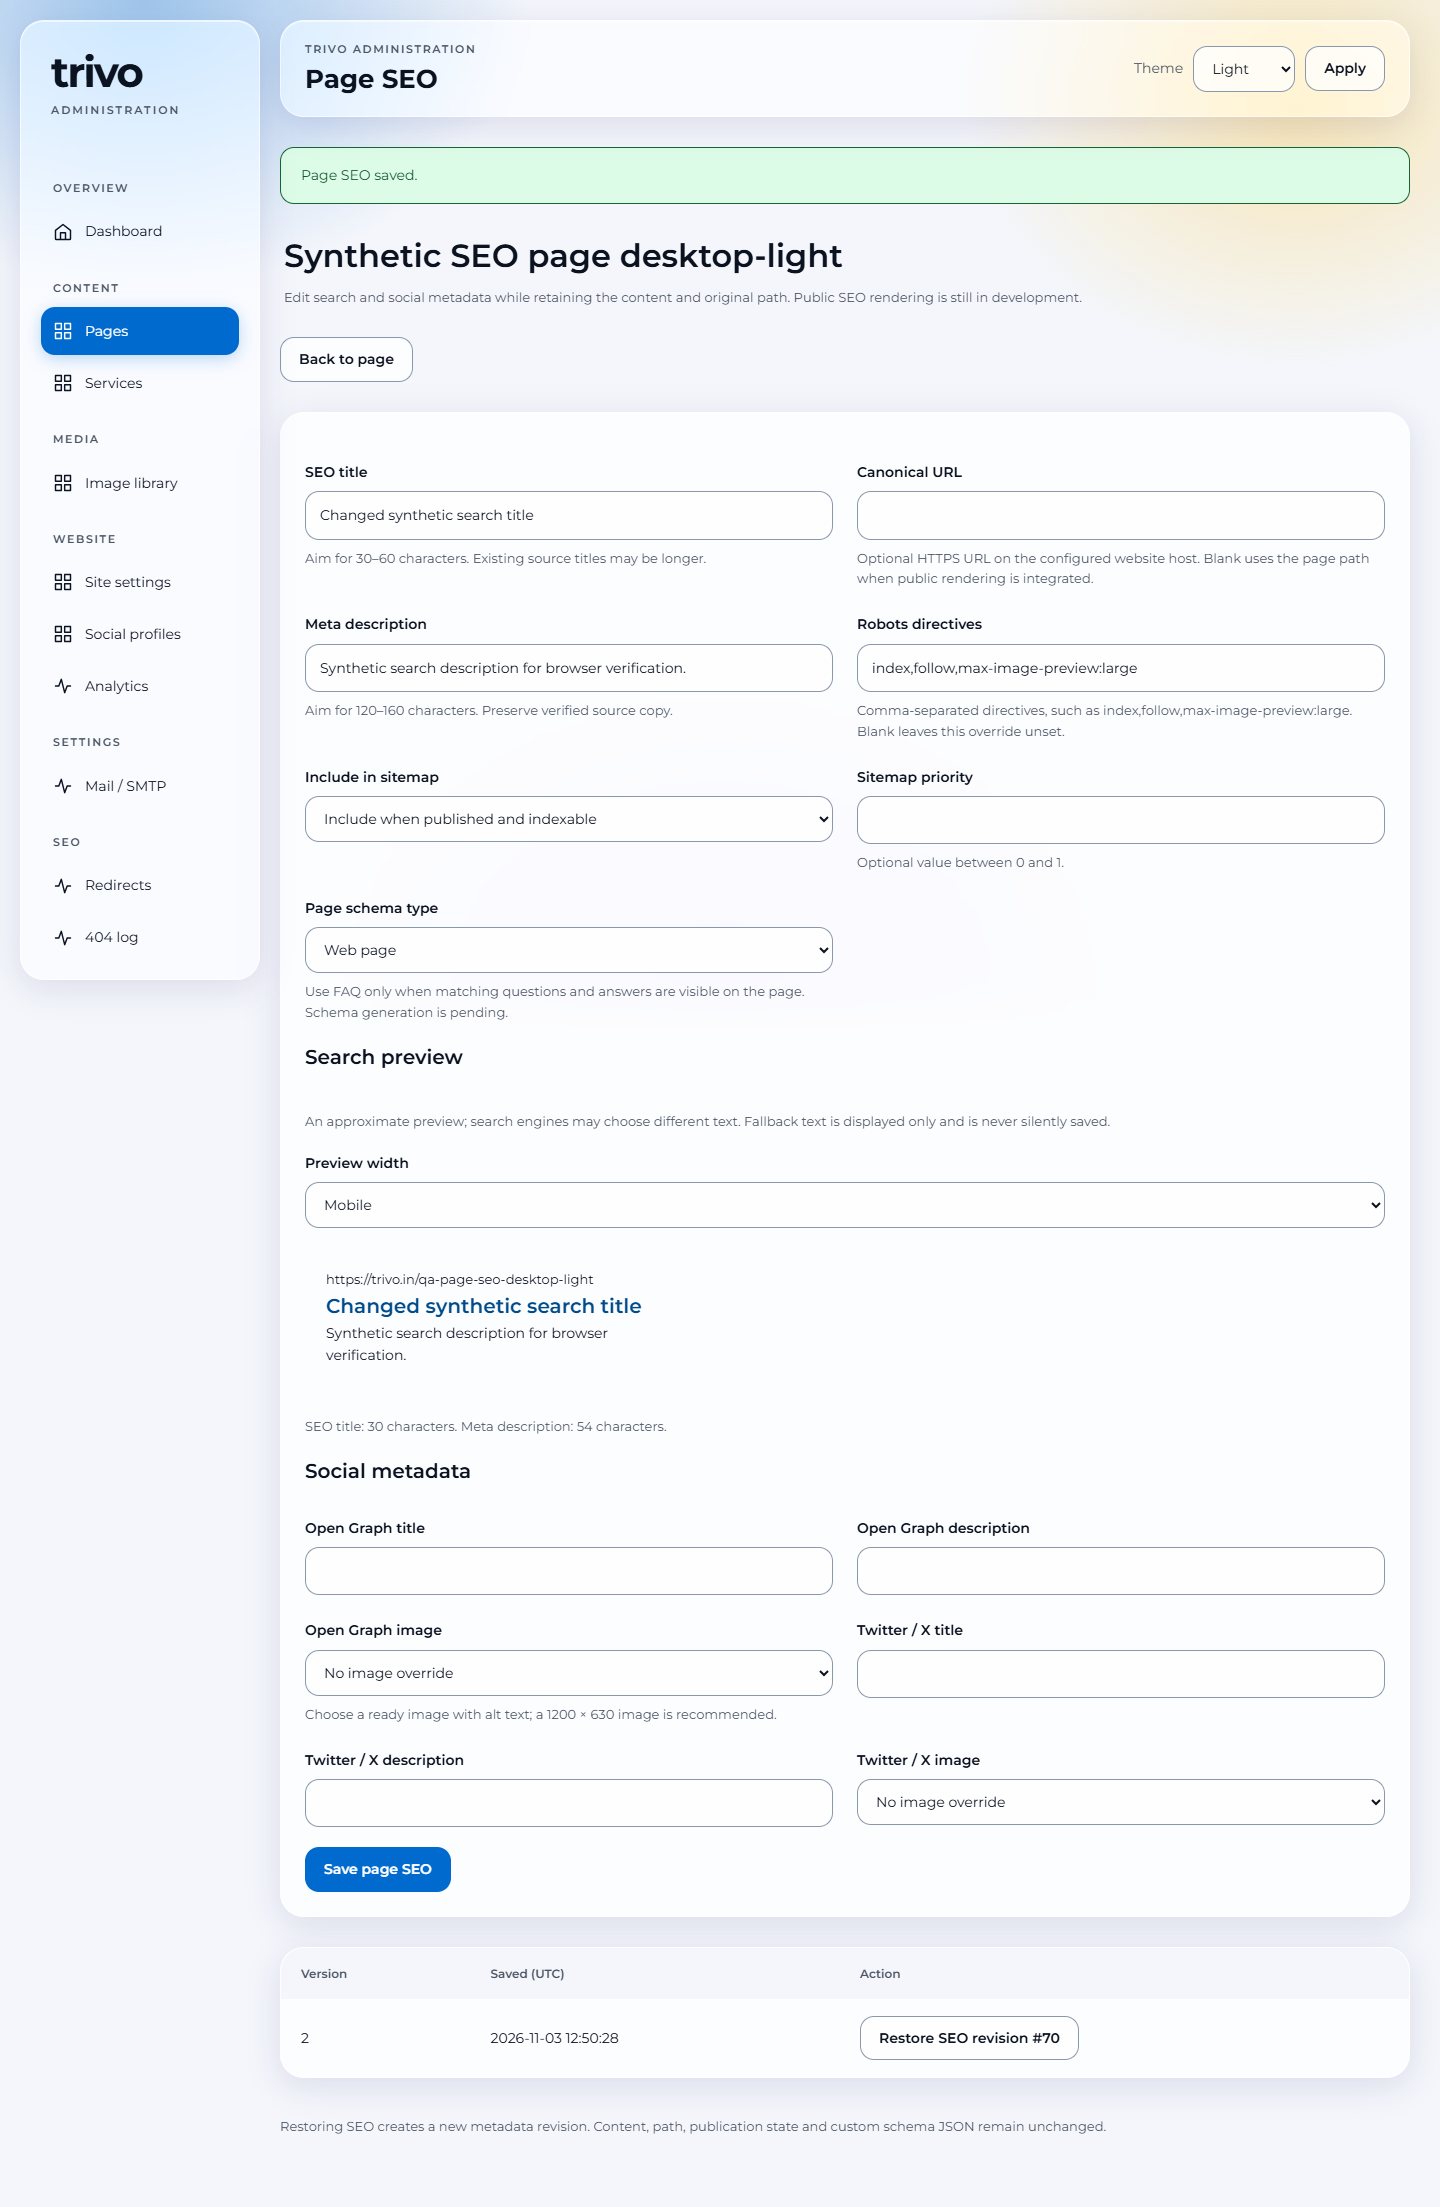 trivo
ADMINISTRATION
OVERVIEW
Dashboard
CONTENT
Pages
Services
MEDIA
Image library
WEBSITE
Site settings
Social profiles
Analytics
SETTINGS
Mail / SMTP
SEO
Redirects
404 log
TRIVO ADMINISTRATION
Page SEO
Theme
Light
Apply
Page SEO saved.
Synthetic SEO page desktop-light
Edit search and social metadata while retaining the content and original path. Public SEO rendering is still in development.
Back to page
SEO title
Changed synthetic search title
Aim for 30–60 characters. Existing source titles may be longer.
Canonical URL
Optional HTTPS URL on the configured website host. Blank uses the page path
when public rendering is integrated.
Meta description
Synthetic search description for browser verification.
Aim for 120–160 characters. Preserve verified source copy.
Robots directives
index,follow,max-image-preview:large
Comma-separated directives, such as index,follow,max-image-preview:large.
Blank leaves this override unset.
Include in sitemap
Include when published and indexable
Sitemap priority
Optional value between 0 and 1.
Page schema type
Web page
Use FAQ only when matching questions and answers are visible on the page.
Schema generation is pending.
Search preview
An approximate preview; search engines may choose different text. Fallback text is displayed only and is never silently saved.
Preview width
Mobile
https://trivo.in/qa-page-seo-desktop-light
Changed synthetic search title
Synthetic search description for browser
verification.
SEO title: 30 characters. Meta description: 54 characters.
Social metadata
Open Graph title
Open Graph description
Open Graph image
No image override
Choose a ready image with alt text; a 1200 × 630 image is recommended.
Twitter / X title
Twitter / X description
Twitter / X image
No image override
Save page SEO
Version
Saved (UTC)
Action
2
2026-11-03 12:50:28
Restore SEO revision #70
Restoring SEO creates a new metadata revision. Content, path, publication state and custom schema JSON remain unchanged.